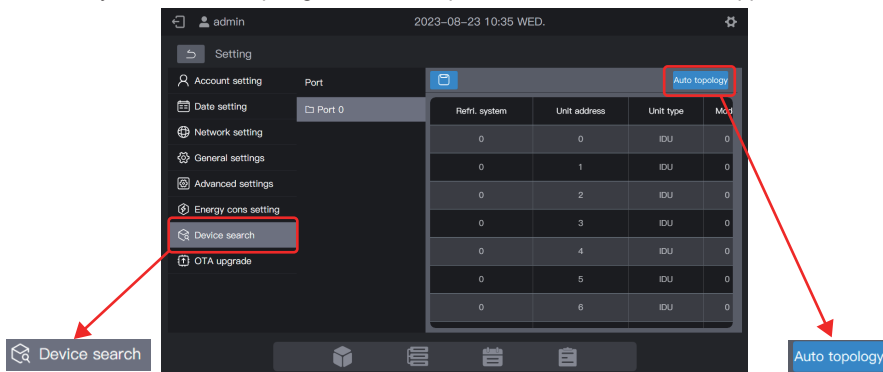 admin 2023-08-23 10:35 WED.
Setting
Account setting
Date setting
Network setting
General settings
Advanced settings
Energy cons setting
Device search
OTA upgrade
Port
Port 0
Auto topology
Refri. system Unit address Unit type Mod
0 0 IDU 0
0 1 IDU 0
0 2 IDU 0
0 3 IDU 0
0 4 IDU 0
0 5 IDU 0
0 6 IDU 0
Device search
Auto topology